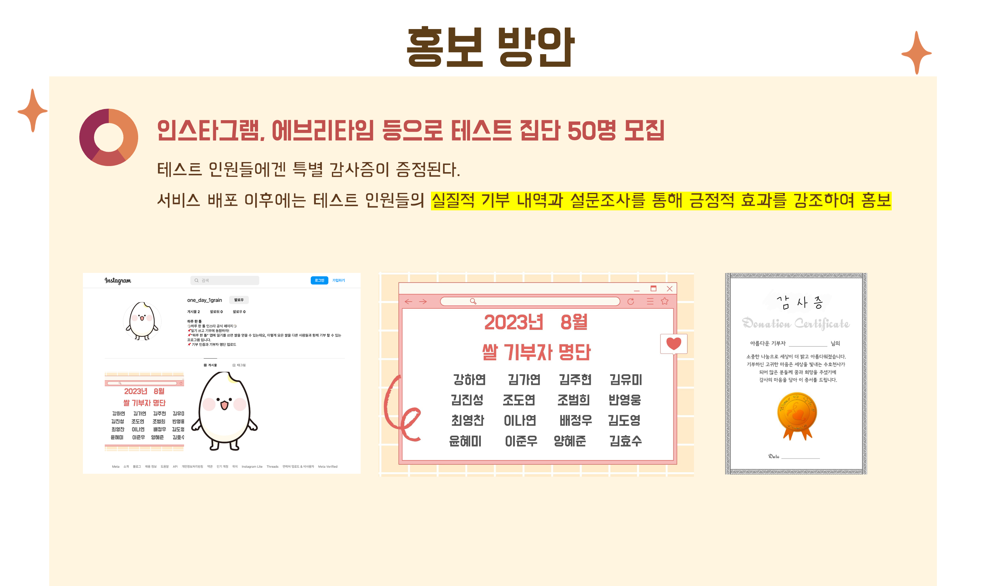 홍보 방안
인스타그램, 에브리타임 등으로 테스트 집단 50명 모집
테스트 인원들에겐 특별 감사증이 증정된다.
서비스 배포 이후에는 테스트 인원들의 실질적 기부 내역과 설문조사를 통해 긍정적 효과를 강조하여 홍보
Instagram 검색 로그인 가입하기
one_day_1grain 팔로우
게시물 2 팔로워 0 팔로우 0
하루 한 톨
하루 한 톨 인스타 공식 페이지
📌일기 쓰고 기부에 동참하자!
📌"하루 한 톨" 앱에 일기를 쓰면 쌀을 얻을 수 있는데요, 이렇게 모은 쌀을 다른 사람들과 함께 기부 할 수 있는
프로그램 입니다.
📌 기부 인증과 기부자 명단 업로드
게시물 태그됨
2023년 8월
쌀 기부자 명단
강하연 김가연 김주현 김유미
김진성 조도연 조범희 반영웅
최영찬 이나연 배정우 김도영
윤혜미 이준우 양혜준 김효수
Meta 소개 블로그 채용 정보 도움말 API 개인정보처리방침 약관 인기 계정 위치 Instagram Lite Threads 연락처 업로드 & 비사용자 Meta Verified
2023년 8월
쌀 기부자 명단
강하연 김가연 김주현 김유미
김진성 조도연 조범희 반영웅
최영찬 이나연 배정우 김도영
윤혜미 이준우 양혜준 김효수
감 사 증
Donation Certificate
아름다운 기부자 님의
소중한 나눔으로 세상이 더 밝고 아름다워졌습니다.
기부하신 고귀한 마음은 세상을 빛내는 수호천사가
되어 많은 분들께 꿈과 희망을 주셨기에
감사의 마음을 담아 이 증서를 드립니다.
Date